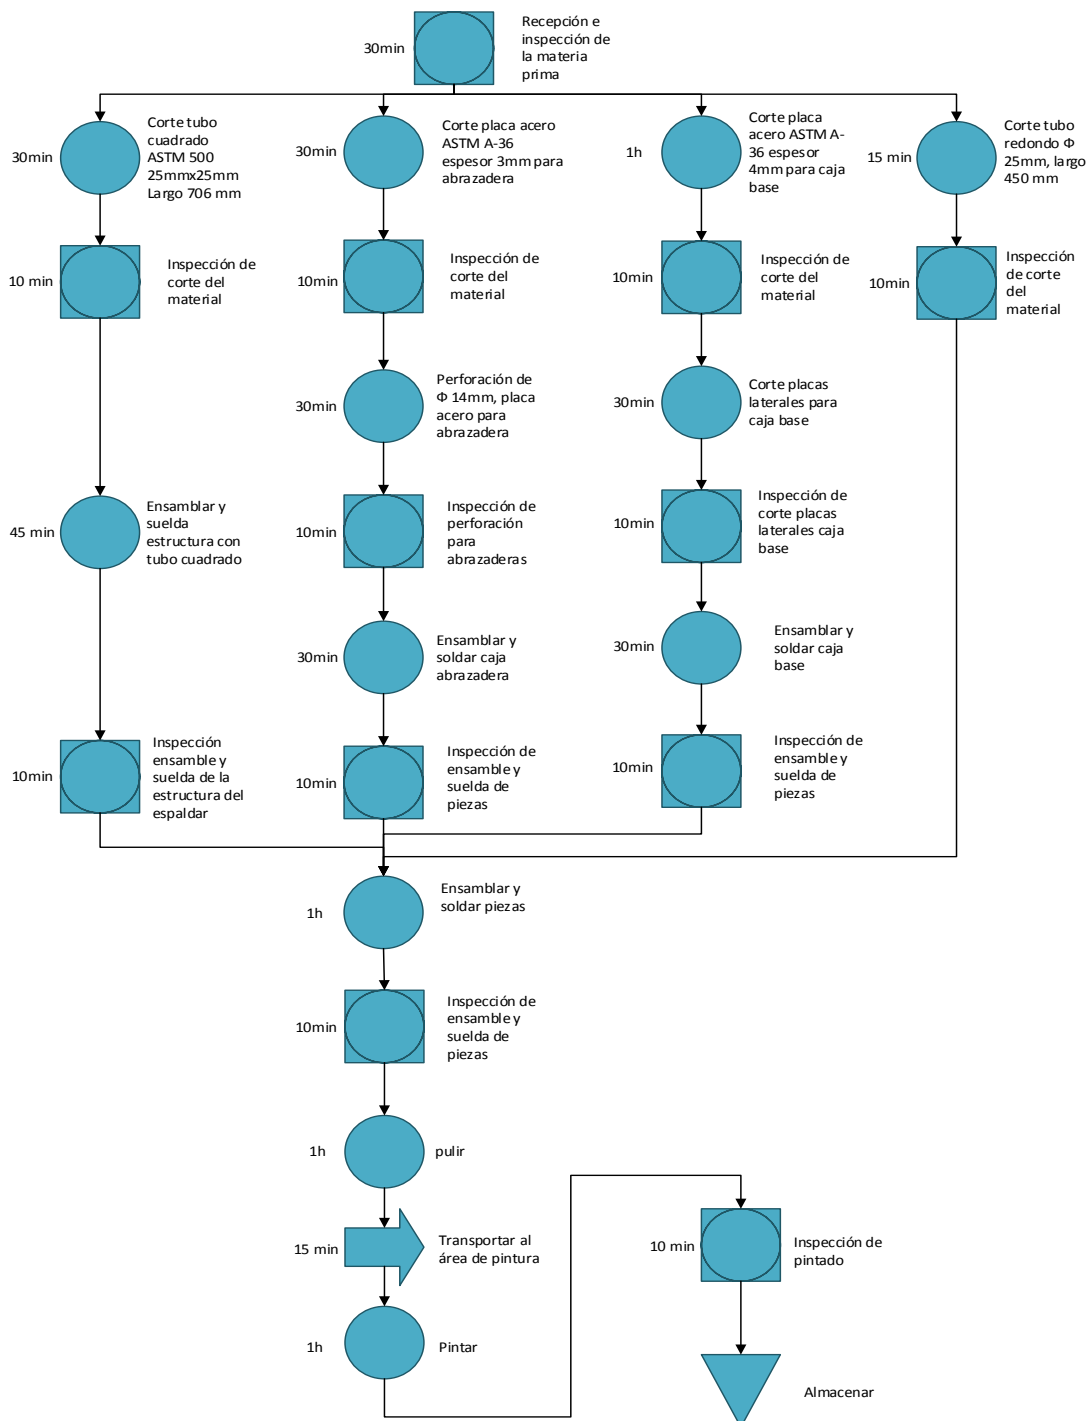 30min
Recepción e
inspección de
la materia
prima
30min
Corte tubo
cuadrado
ASTM 500
25mmx25mm
Largo 706 mm
30min
Corte placa acero
ASTM A-36
espesor 3mm para
abrazadera
1h
Corte placa
acero ASTM A-
36 espesor
4mm para caja
base
15 min
Corte tubo
redondo Φ
25mm, largo
450 mm
10 min
Inspección de
corte del
material
10min
Inspección de
corte del
material
10min
Inspección de
corte del
material
10min
Inspección
de corte
del
material
30min
Perforación de
Φ 14mm, placa
acero para
abrazadera
30min
Corte placas
laterales para
caja base
45 min
Ensamblar y
suelda
estructura con
tubo cuadrado
10min
Inspección de
perforación
para
abrazaderas
10min
Inspección de
corte placas
laterales caja
base
30min
Ensamblar y
soldar caja
abrazadera
30min
Ensamblar y
soldar caja
base
10min
Inspección
ensamble y
suelda de la
estructura del
espaldar
10min
Inspección de
ensamble y
suelda de
piezas
10min
Inspección de
ensamble y
suelda de
piezas
1h
Ensamblar y
soldar piezas
10min
Inspección de
ensamble y
suelda de
piezas
1h
pulir
15 min
Transportar al
área de pintura
1h
Pintar
10 min
Inspección de
pintado
Almacenar